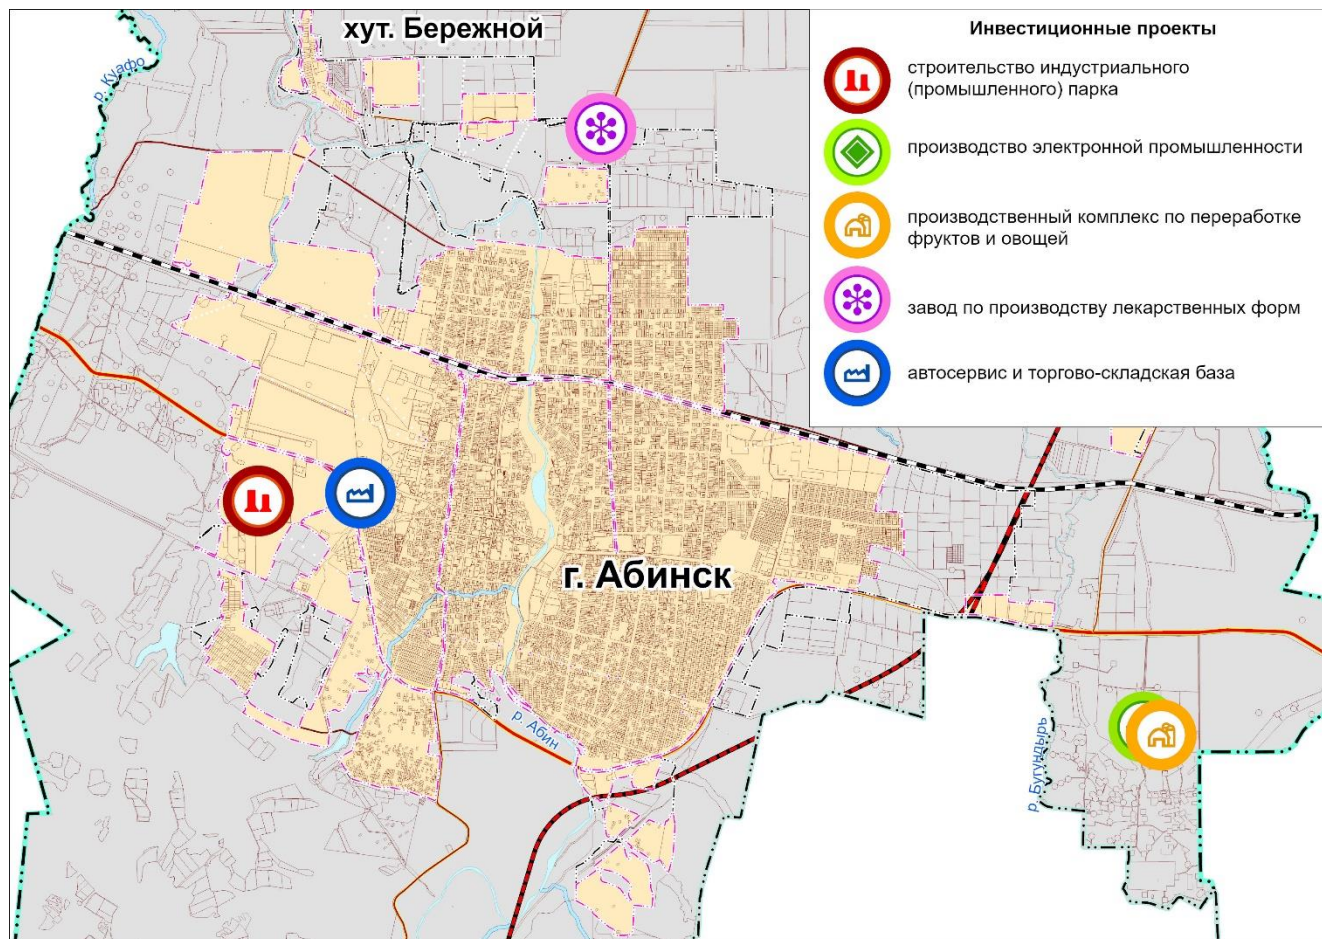 хут. Бережной
р. Куафо
Инвестиционные проекты
строительство индустриального
(промышленного) парка
производство электронной промышленности
производственный комплекс по переработке
фруктов и овощей
завод по производству лекарственных форм
автосервис и торгово-складская база
г. Абинск
р. Абин
р. Бугундырь